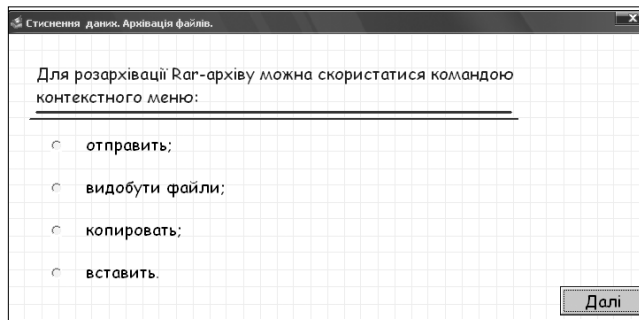 Стиснення даних. Архівація файлів.
Для розархівації Rar-архіву можна скористатися командою
контекстного меню:
отправить;
видобути файли;
копировать;
вставить.
Далі